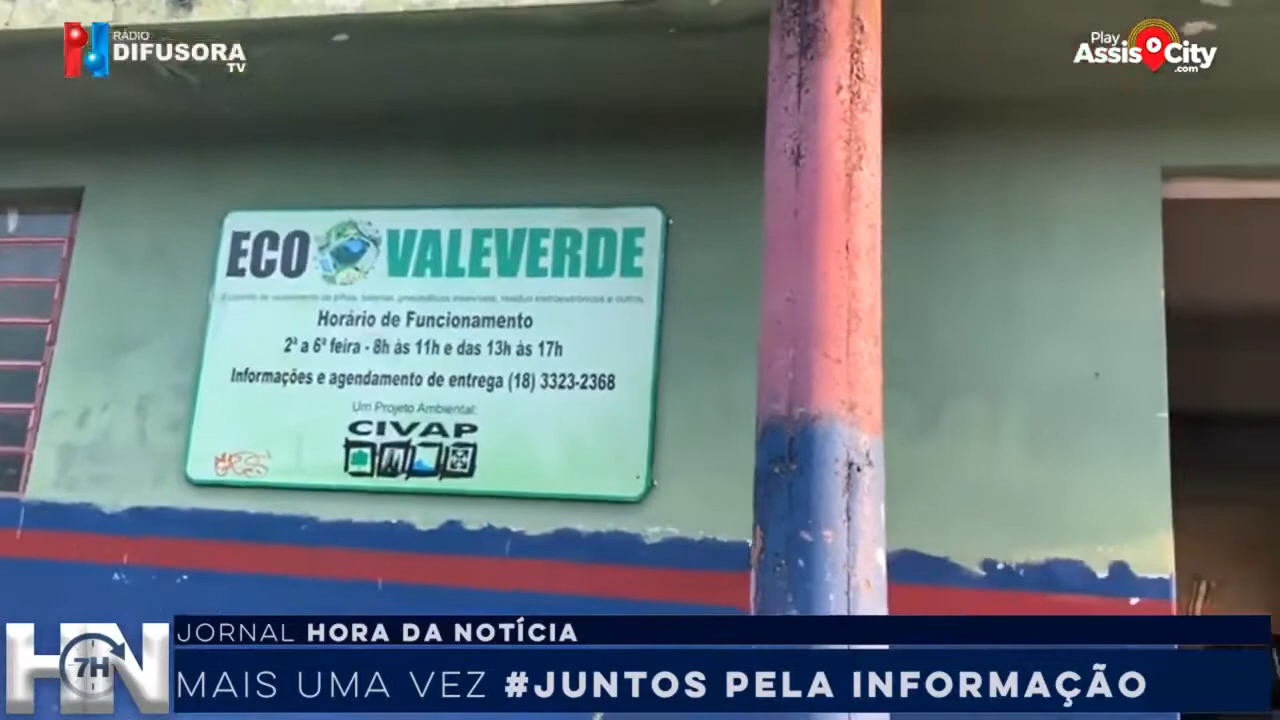 RÁDIO
DIFUSORA
TV
Play
AssisCity
.com
ECO VALEVERDE
Horário de Funcionamento
2ª a 6ª feira - 8h às 11h e das 13h às 17h
Informações e agendamento de entrega (18) 3323-2368
Um Projeto Ambiental:
CIVAP
HN
7H
JORNAL HORA DA NOTÍCIA
MAIS UMA VEZ #JUNTOS PELA INFORMAÇÃO